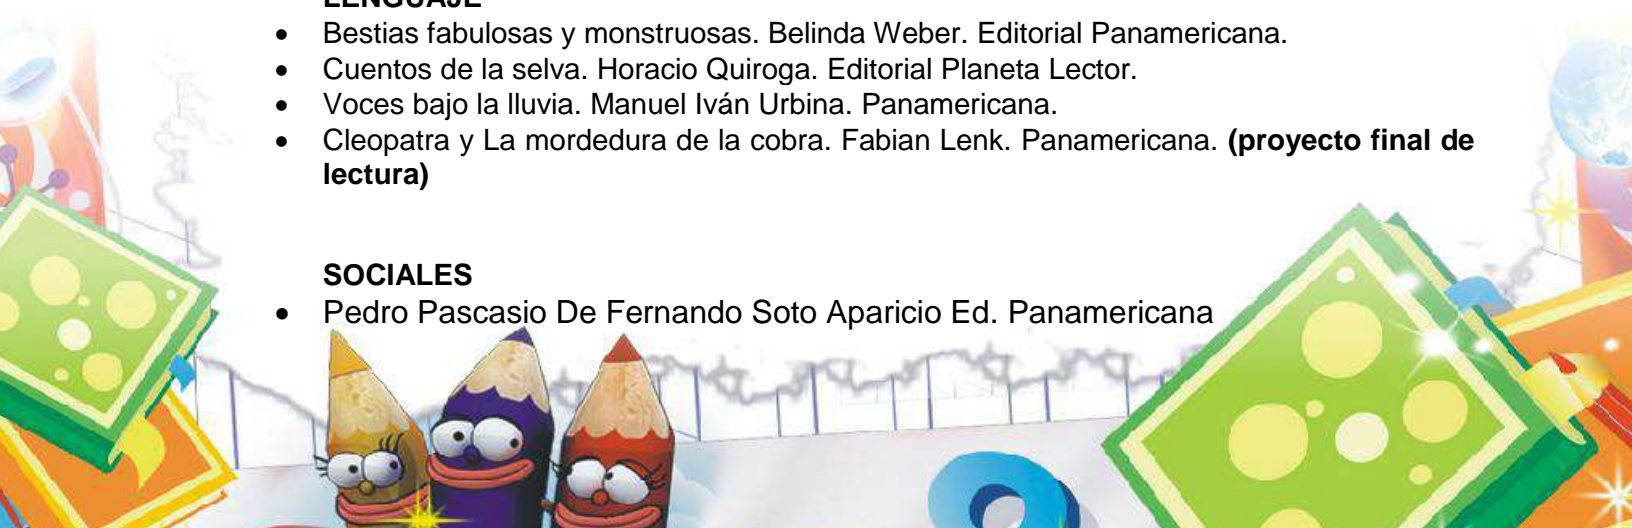 LENGUAJE
• Bestias fabulosas y monstruosas. Belinda Weber. Editorial Panamericana.
• Cuentos de la selva. Horacio Quiroga. Editorial Planeta Lector.
• Voces bajo la lluvia. Manuel Iván Urbina. Panamericana.
• Cleopatra y La mordedura de la cobra. Fabian Lenk. Panamericana. (proyecto final de
lectura)
SOCIALES
• Pedro Pascasio De Fernando Soto Aparicio Ed. Panamericana